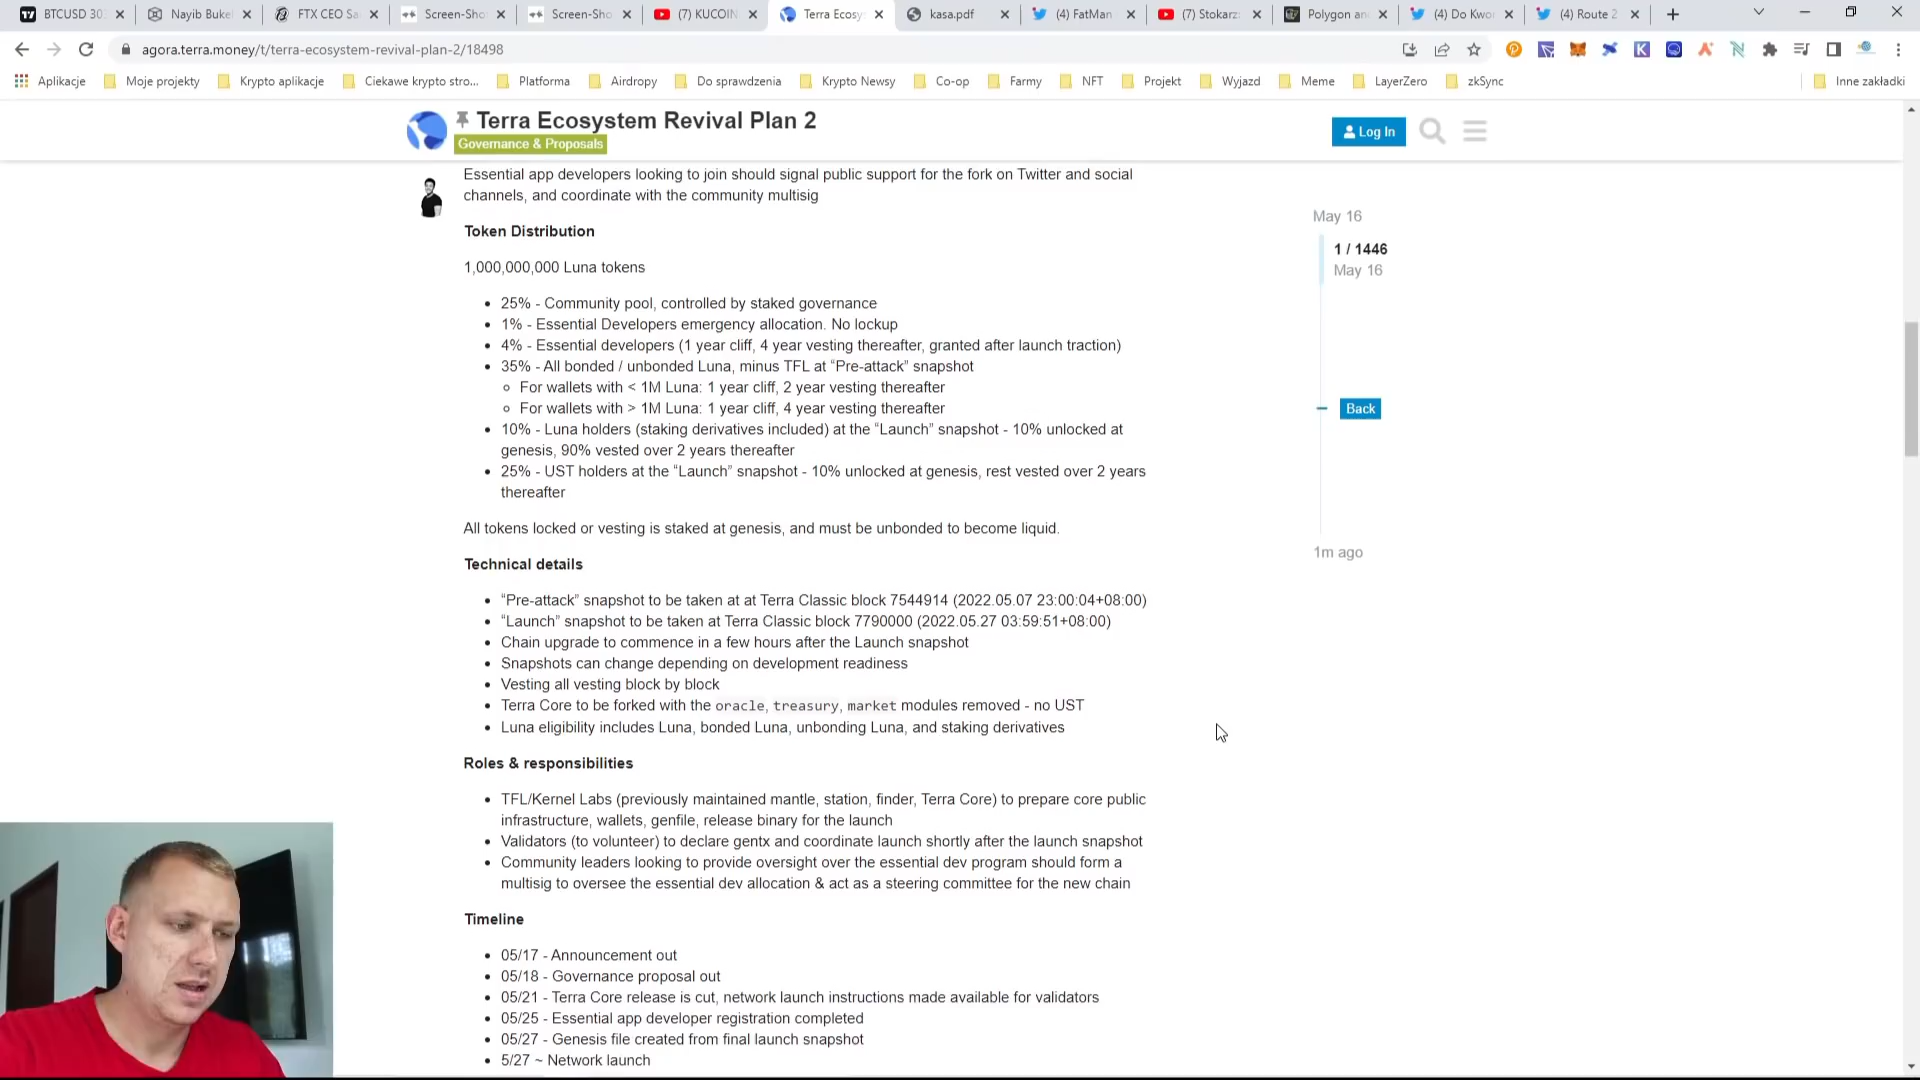 BTCUSD 30
Nayib Buke
FTX CEO Sa
Screen-Sho
Screen-Sho
(7) KUCOIN
Terra Ecosy
kasa.pdf
(4) FatMan
(7) Stokarz
Polygon an
(4) Do Kwo
(4) Route 2
agora.terra.money/t/terra-ecosystem-revival-plan-2/18498
Aplikacje
Moje projekty
Krypto aplikacje
Ciekawe krypto stro...
Platforma
Airdropy
Do sprawdzenia
Krypto Newsy
Co-op
Farmy
NFT
Projekt
Wyjazd
Meme
LayerZero
zkSync
Inne zakładki
Terra Ecosystem Revival Plan 2
Governance & Proposals
Log In
Essential app developers looking to join should signal public support for the fork on Twitter and social
channels, and coordinate with the community multisig
Token Distribution
1,000,000,000 Luna tokens
25% - Community pool, controlled by staked governance
1% - Essential Developers emergency allocation. No lockup
4% - Essential developers (1 year cliff, 4 year vesting thereafter, granted after launch traction)
35% - All bonded / unbonded Luna, minus TFL at “Pre-attack” snapshot
For wallets with < 1M Luna: 1 year cliff, 2 year vesting thereafter
For wallets with > 1M Luna: 1 year cliff, 4 year vesting thereafter
10% - Luna holders (staking derivatives included) at the “Launch” snapshot - 10% unlocked at
genesis, 90% vested over 2 years thereafter
25% - UST holders at the “Launch” snapshot - 10% unlocked at genesis, rest vested over 2 years
thereafter
All tokens locked or vesting is staked at genesis, and must be unbonded to become liquid.
Technical details
“Pre-attack” snapshot to be taken at at Terra Classic block 7544914 (2022.05.07 23:00:04+08:00)
“Launch” snapshot to be taken at Terra Classic block 7790000 (2022.05.27 03:59:51+08:00)
Chain upgrade to commence in a few hours after the Launch snapshot
Snapshots can change depending on development readiness
Vesting all vesting block by block
Terra Core to be forked with the oracle, treasury, market modules removed - no UST
Luna eligibility includes Luna, bonded Luna, unbonding Luna, and staking derivatives
Roles & responsibilities
TFL/Kernel Labs (previously maintained mantle, station, finder, Terra Core) to prepare core public
infrastructure, wallets, genfile, release binary for the launch
Validators (to volunteer) to declare gentx and coordinate launch shortly after the launch snapshot
Community leaders looking to provide oversight over the essential dev program should form a
multisig to oversee the essential dev allocation & act as a steering committee for the new chain
Timeline
05/17 - Announcement out
05/18 - Governance proposal out
05/21 - Terra Core release is cut, network launch instructions made available for validators
05/25 - Essential app developer registration completed
05/27 - Genesis file created from final launch snapshot
5/27 ~ Network launch
May 16
1 / 1446
May 16
Back
1m ago